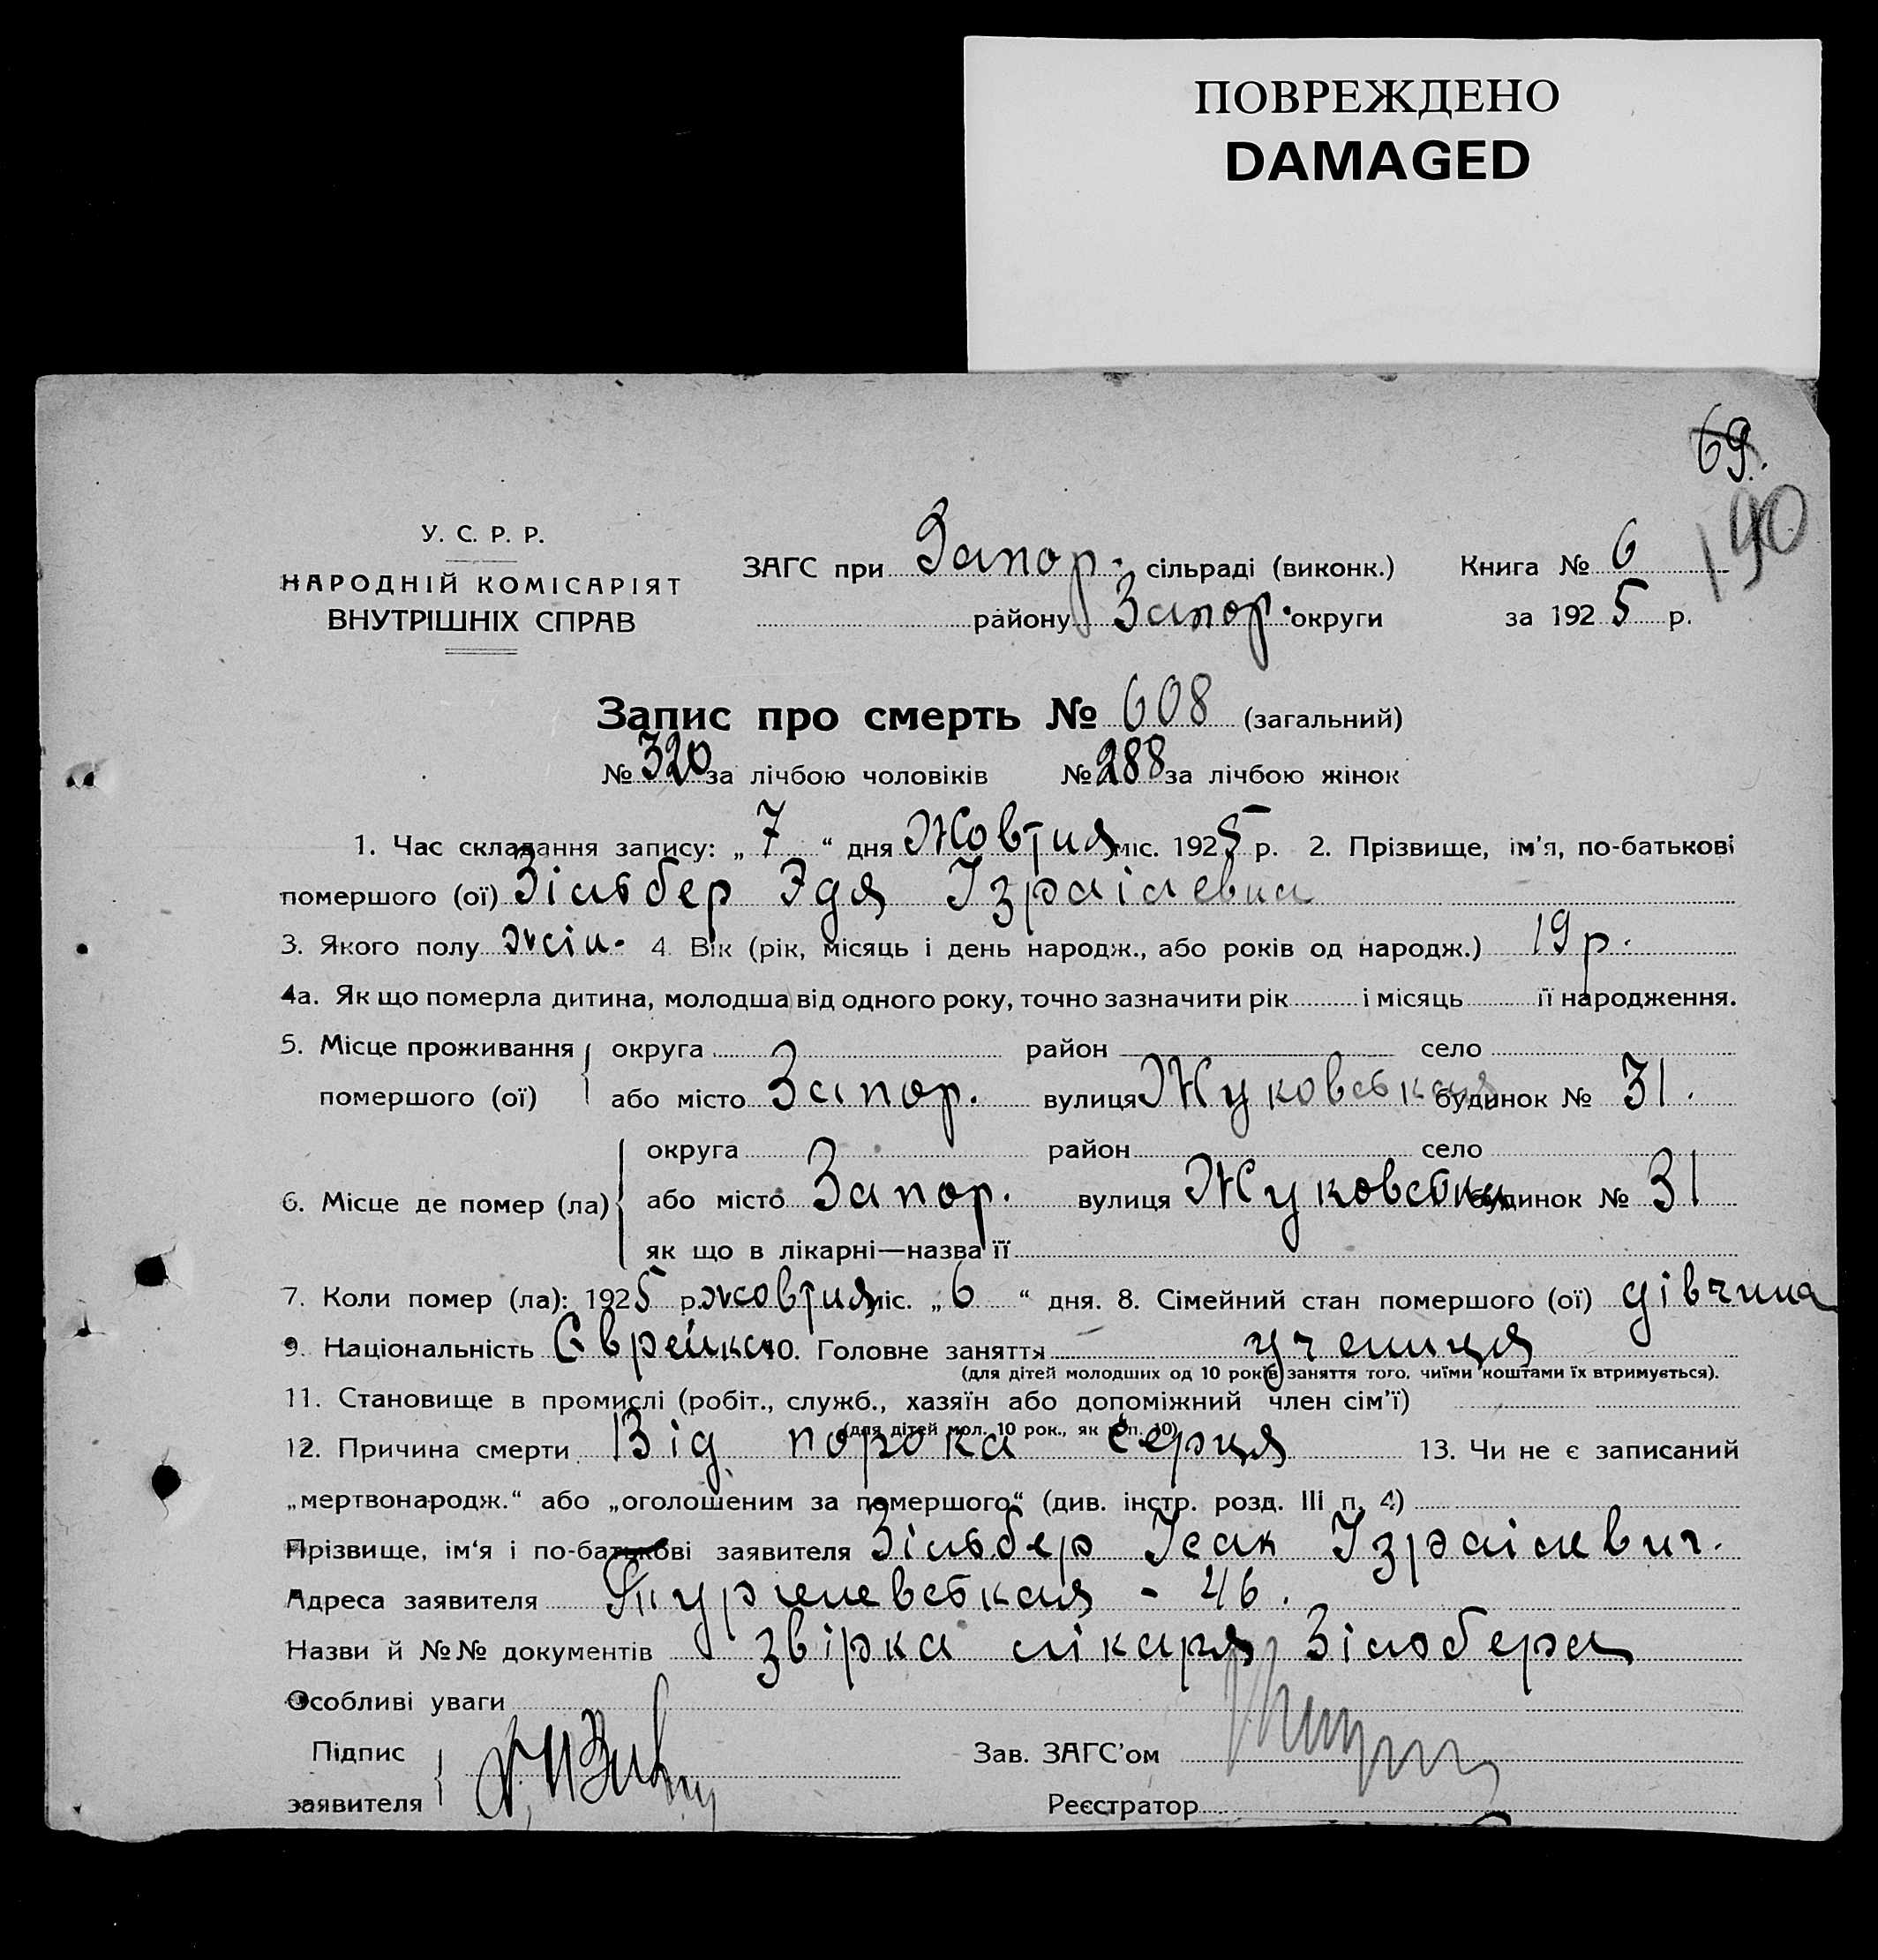 ПОВРЕЖДЕНО
DAMAGED
69.
190
У. С. Р. Р.
НАРОДНІЙ КОМІСАРІЯТ
ВНУТРІШНІХ СПРАВ
ЗАГС при Запор. сільраді (виконк.) Книга № 6
району Запор. округи за 1925 р.
Запис про смерть № 608 (загальний)
№ 320 за лічбою чоловіків № 288 за лічбою жінок
1. Час складання запису: „7“ дня Жовтня міс. 1925 р. 2. Прізвище, ім'я, по-батькові
помершого (ої) Зільбер Эдя Ізраілевна
3. Якого полу жін. 4. Вік (рік, місяць і день народж., або років од народж.) 19 р.
4а. Як що померла дитина, молодша від одного року, точно зазначити рік і місяць її народження.
5. Місце проживання округа район село
помершого (ої) або місто Запор. вулиця Жуковська будинок № 31.
округа район село
6. Місце де помер (ла) або місто Запор. вулиця Жуковська будинок № 31
як що в лікарні—назва її
7. Коли помер (ла): 1925 р. жовтня міс. „6“ дня. 8. Сімейний стан помершого (ої) дівчина
9. Національність Єврейка 10. Головне заняття учениця
(для дітей молодших од 10 років заняття того, чиїми коштами їх втримується).
11. Становище в промислі (робіт., служб., хазяїн або допоміжний член сім'ї)
(для дітей мол. 10 рок., як в п. 10)
12. Причина смерти Від порока серця 13. Чи не є записаний
„мертвонародж.“ або „оголошеним за помершого“ (див. інстр. розд. III п. 4)
Прізвище, ім'я і по-батькові заявителя Зільбер Ісак Ізраілевич.
Адреса заявителя Тургеневськая - 46.
Назви й №№ документів звірка лікаря Зільбера
Особливі уваги
Підпис Зав. ЗАГС'ом
заявителя Реєстратор